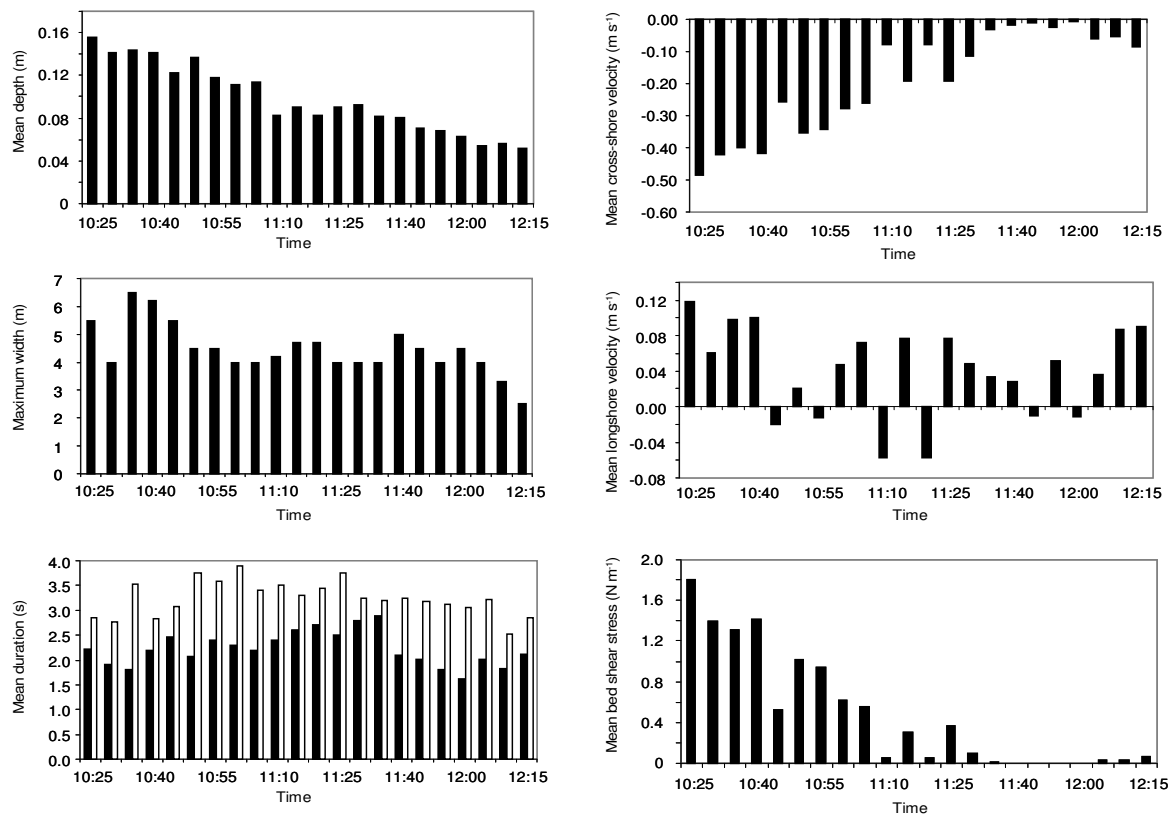 Mean depth (m)
0.16
0.12
0.08
0.04
0
10:25 10:40 10:55 11:10 11:25 11:40 12:00 12:15
Time
Mean cross-shore velocity (m s⁻¹)
0.00
-0.10
-0.20
-0.30
-0.40
-0.50
-0.60
10:25 10:40 10:55 11:10 11:25 11:40 12:00 12:15
Time
Maximum width (m)
7
6
5
4
3
2
1
0
10:25 10:40 10:55 11:10 11:25 11:40 12:00 12:15
Time
Mean longshore velocity (m s⁻¹)
0.12
0.08
0.04
0.00
-0.04
-0.08
10:25 10:40 10:55 11:10 11:25 11:40 12:00 12:15
Time
Mean duration (s)
4.0
3.5
3.0
2.5
2.0
1.5
1.0
0.5
0.0
10:25 10:40 10:55 11:10 11:25 11:40 12:00 12:15
Time
Mean bed shear stress (N m⁻¹)
2.0
1.6
1.2
0.8
0.4
0
10:25 10:40 10:55 11:10 11:25 11:40 12:00 12:15
Time